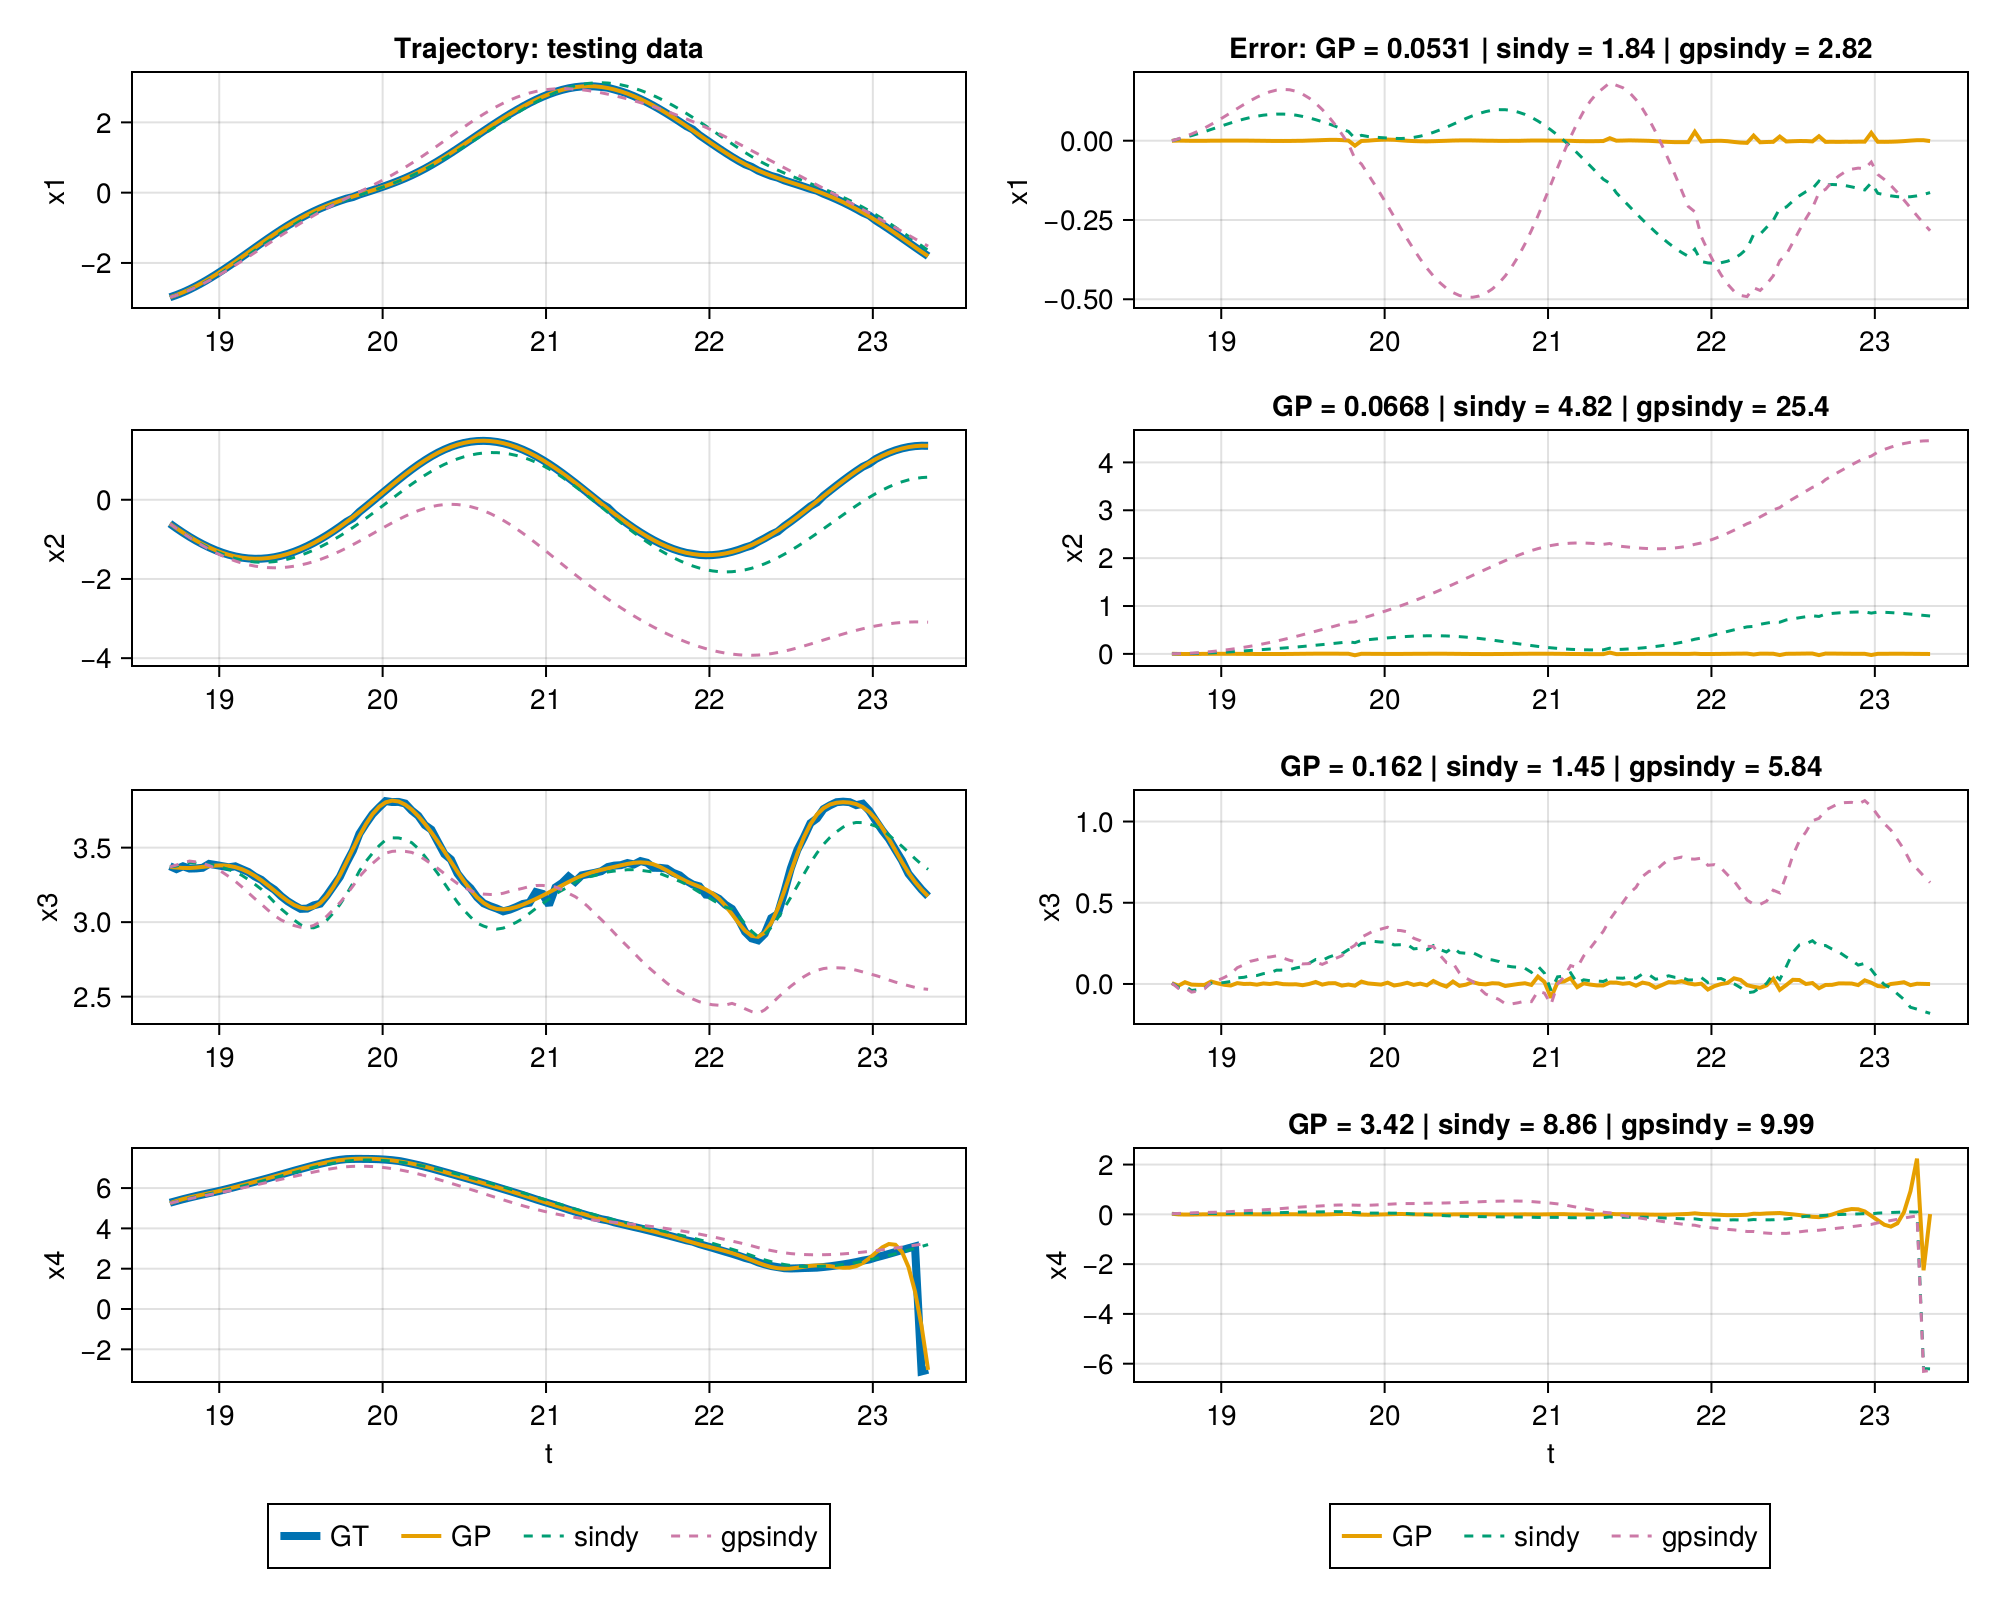 Trajectory: testing data
x1
2
0
−2
19 20 21 22 23
Error: GP = 0.0531 | sindy = 1.84 | gpsindy = 2.82
x1
0.00
−0.25
−0.50
19 20 21 22 23
x2
0
−2
−4
19 20 21 22 23
GP = 0.0668 | sindy = 4.82 | gpsindy = 25.4
x2
4
3
2
1
0
19 20 21 22 23
x3
3.5
3.0
2.5
19 20 21 22 23
GP = 0.162 | sindy = 1.45 | gpsindy = 5.84
x3
1.0
0.5
0.0
19 20 21 22 23
x4
6
4
2
0
−2
19 20 21 22 23
t
GP = 3.42 | sindy = 8.86 | gpsindy = 9.99
x4
2
0
−2
−4
−6
19 20 21 22 23
t
GT GP sindy gpsindy
GP sindy gpsindy